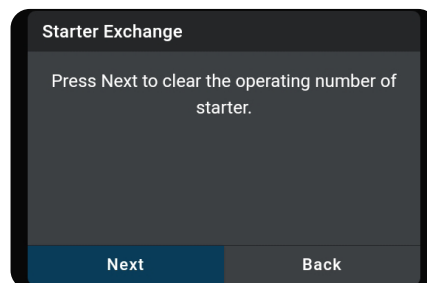 Starter Exchange
Press Next to clear the operating number of
starter.
Next
Back